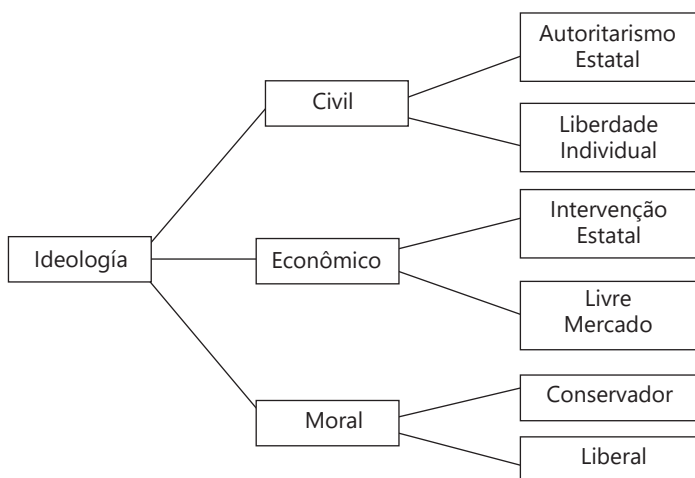 Autoritarismo
Estatal
Civil
Liberdade
Individual
Intervenção
Estatal
Ideología
Econômico
Livre
Mercado
Conservador
Moral
Liberal